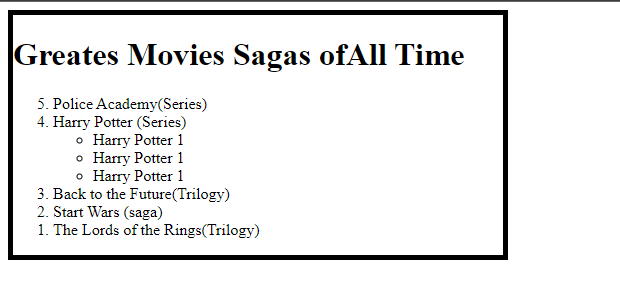 Greates Movies Sagas ofAll Time
5. Police Academy(Series)
4. Harry Potter (Series)
Harry Potter 1
Harry Potter 1
Harry Potter 1
3. Back to the Future(Trilogy)
2. Start Wars (saga)
1. The Lords of the Rings(Trilogy)